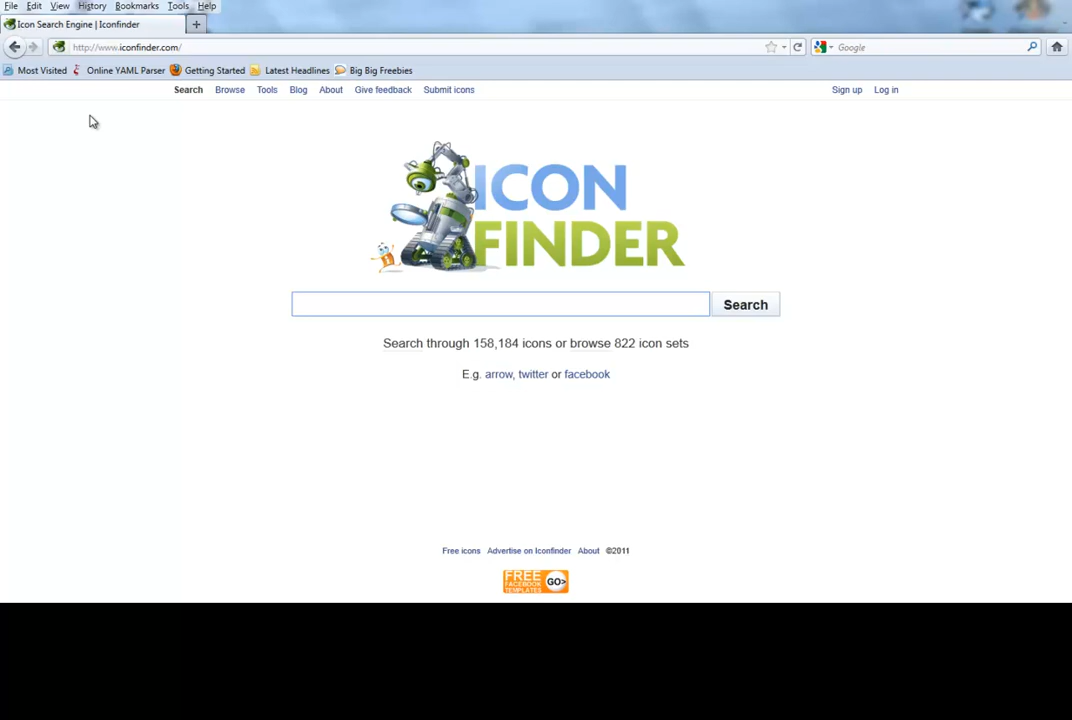 File Edit View History Bookmarks Tools Help
Icon Search Engine | Iconfinder
http://www.iconfinder.com/
Google
Most Visited Online YAML Parser Getting Started Latest Headlines Big Big Freebies
Search Browse Tools Blog About Give feedback Submit icons Sign up Log in
ICON
FINDER
Search
Search through 158,184 icons or browse 822 icon sets
E.g. arrow, twitter or facebook
Free icons Advertise on Iconfinder About ©2011
FREE
FACEBOOK
TEMPLATES
GO>